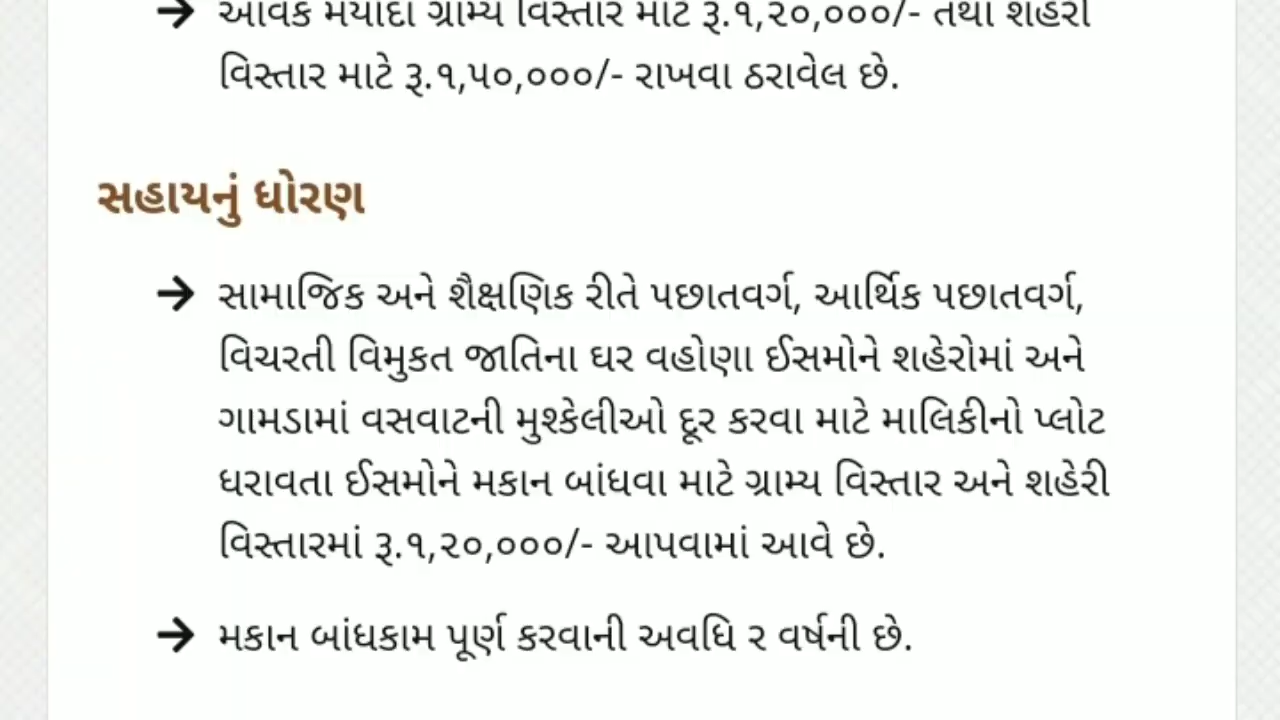 → આવક મર્યાદા ગ્રામ્ય વિસ્તાર માટે રૂ.૧,૨૦,૦૦૦/- તથા શહેરી
વિસ્તાર માટે રૂ.૧,૫૦,૦૦૦/- રાખવા ઠરાવેલ છે.
સહાયનું ધોરણ
→ સામાજિક અને શૈક્ષણિક રીતે પછાતવર્ગ, આર્થિક પછાતવર્ગ,
વિચરતી વિમુકત જાતિના ઘર વહોણા ઈસમોને શહેરોમાં અને
ગામડામાં વસવાટની મુશ્કેલીઓ દૂર કરવા માટે માલિકીનો પ્લોટ
ધરાવતા ઈસમોને મકાન બાંધવા માટે ગ્રામ્ય વિસ્તાર અને શહેરી
વિસ્તારમાં રૂ.૧,૨૦,૦૦૦/- આપવામાં આવે છે.
→ મકાન બાંધકામ પૂર્ણ કરવાની અવધિ ૨ વર્ષની છે.